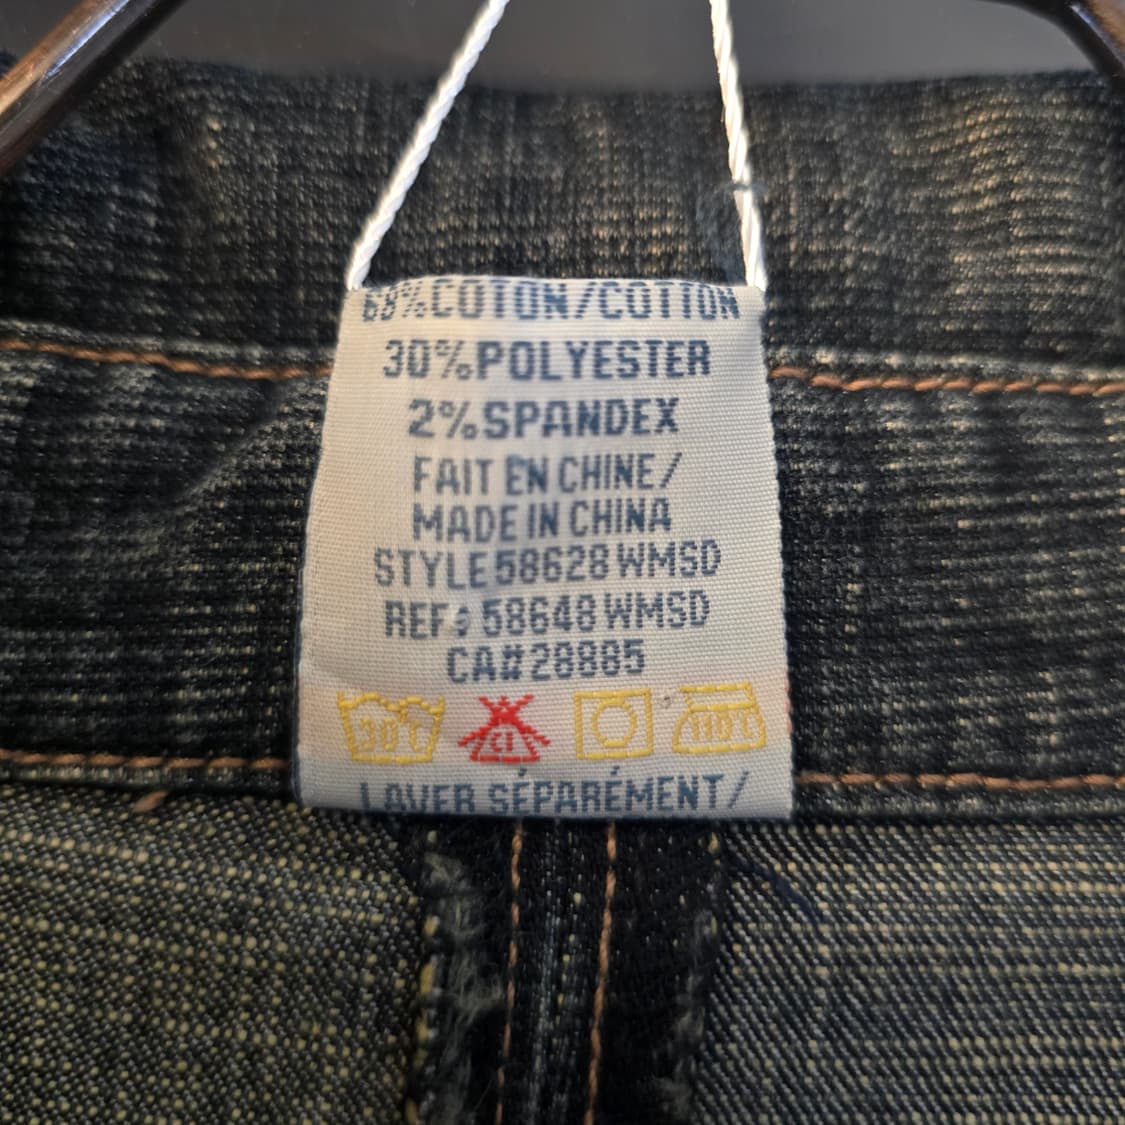 68%COTON/COTTON
30%POLYESTER
2%SPANDEX
FAIT EN CHINE/
MADE IN CHINA
STYLE 58628 WMSD
REF: 58648 WMSD
CA#28885
30°C CL 110°C
LAVER SÉPARÉMENT/